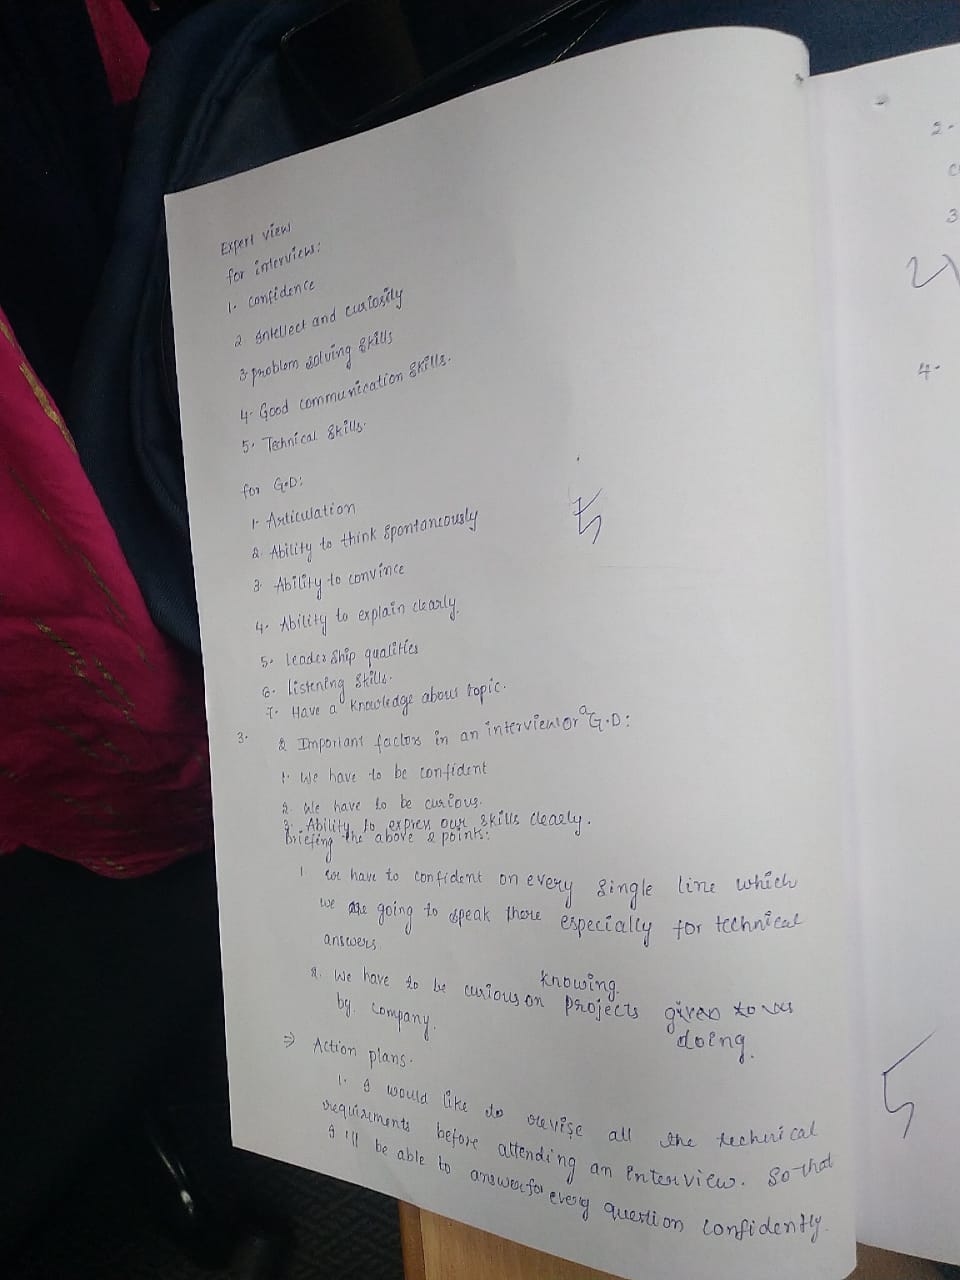 Expert view
for interview:
1. Confidence
2. Intellect and curiosity
3. problem solving skills
4. Good communication skills.
5. Technical skills.
for G.D:
1. Articulation
2. Ability to think spontaneously
3. Ability to convince
4. Ability to explain clearly.
5. leadership qualities
6. Listening skills.
7. Have a knowledge about topic.
3. 2 Important factors in an interview or a G.D:
1. We have to be confident
2. We have to be curious.
3. Ability to express our skills clearly.
Briefing the above 2 points:
1 we have to confident on every single line which
we are going to speak there especially for technical
answers.
2. We have to be curious on knowing projects given to us
by company. doing.
⇒ Action plans.
1. I would like to revise all the technical
requirements before attending an interview. So that
I'll be able to answer for every question confidently.
2.
3
4.